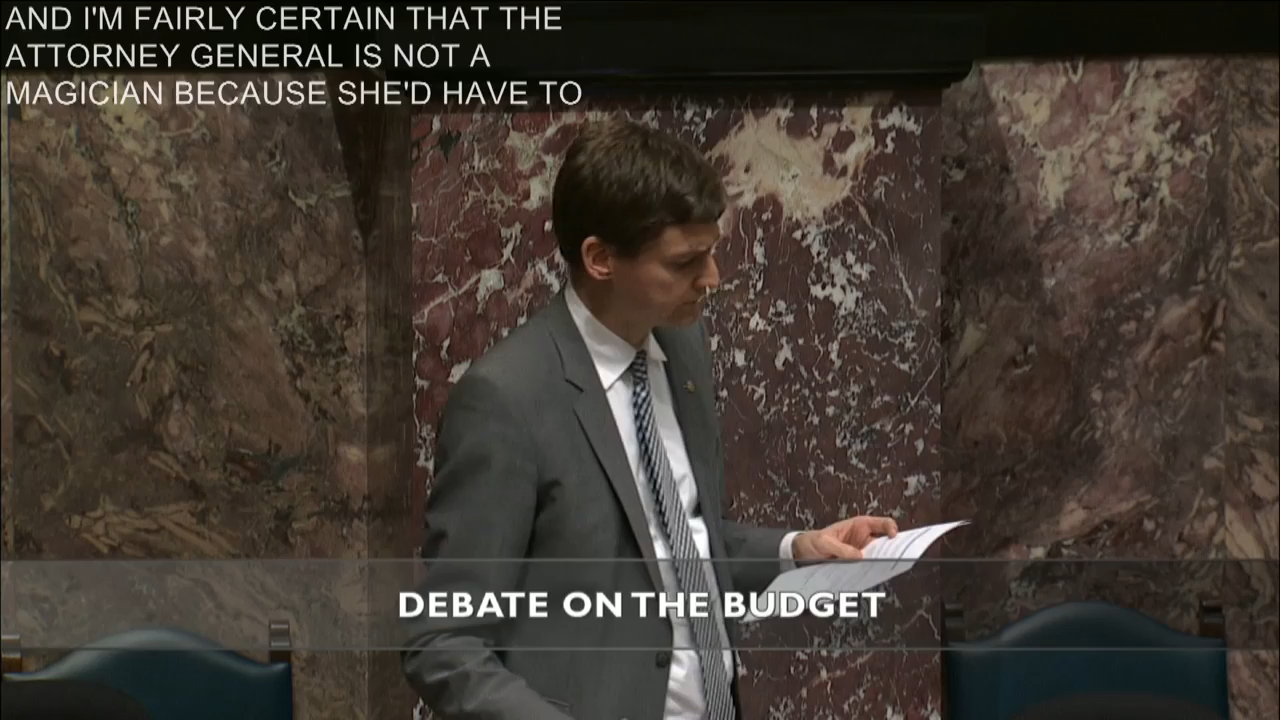 AND I'M FAIRLY CERTAIN THAT THE
ATTORNEY GENERAL IS NOT A
MAGICIAN BECAUSE SHE'D HAVE TO
DEBATE ON THE BUDGET